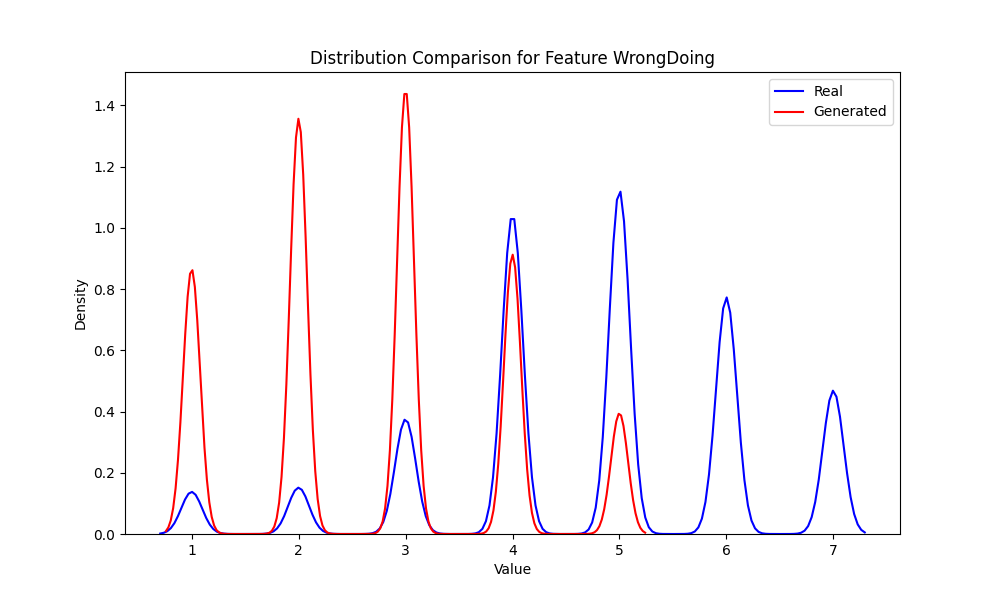 Distribution Comparison for Feature WrongDoing
Real
Generated
Density
1.4
1.2
1.0
0.8
0.6
0.4
0.2
0.0
1 2 3 4 5 6 7
Value